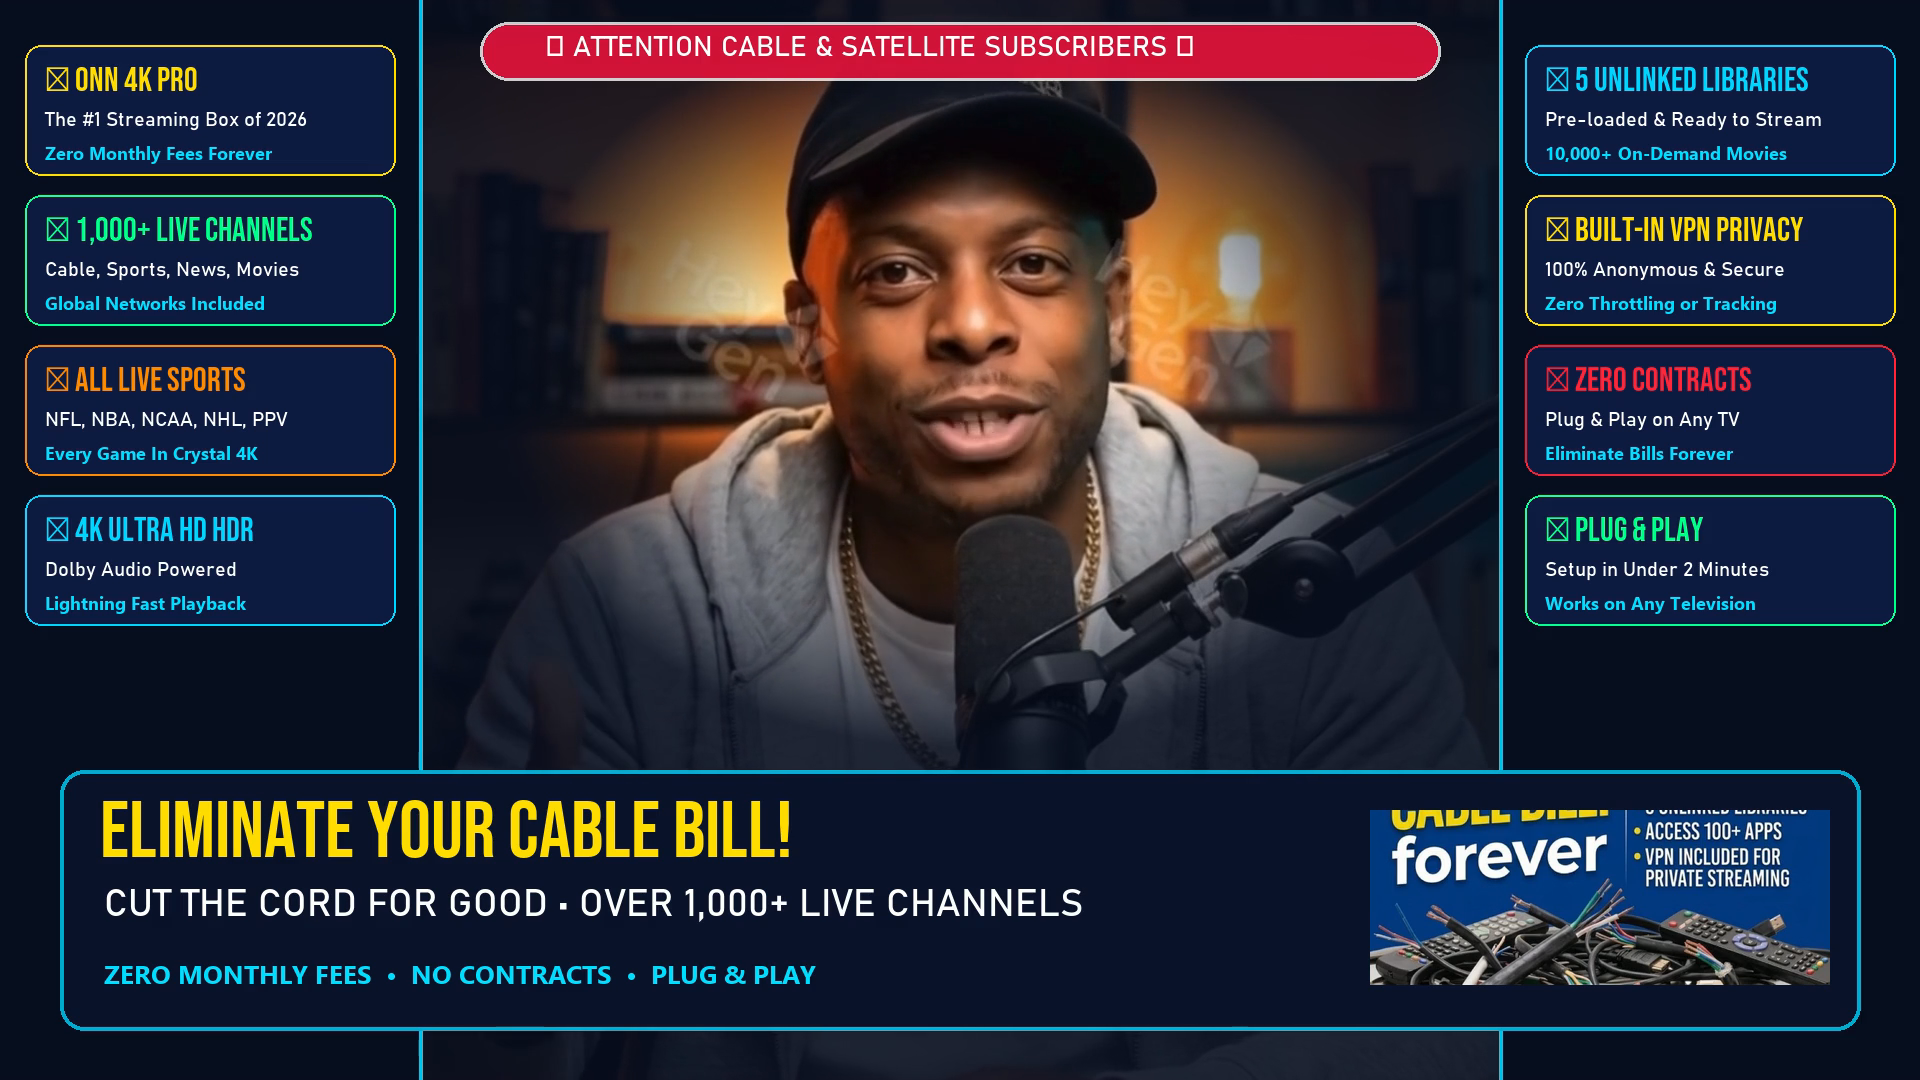 ATTENTION CABLE & SATELLITE SUBSCRIBERS
ONN 4K PRO
The #1 Streaming Box of 2026
Zero Monthly Fees Forever
1,000+ LIVE CHANNELS
Cable, Sports, News, Movies
Global Networks Included
ALL LIVE SPORTS
NFL, NBA, NCAA, NHL, PPV
Every Game In Crystal 4K
4K ULTRA HD HDR
Dolby Audio Powered
Lightning Fast Playback
HeyGen
HeyGen
5 UNLINKED LIBRARIES
Pre-loaded & Ready to Stream
10,000+ On-Demand Movies
BUILT-IN VPN PRIVACY
100% Anonymous & Secure
Zero Throttling or Tracking
ZERO CONTRACTS
Plug & Play on Any TV
Eliminate Bills Forever
PLUG & PLAY
Setup in Under 2 Minutes
Works on Any Television
ELIMINATE YOUR CABLE BILL!
CUT THE CORD FOR GOOD • OVER 1,000+ LIVE CHANNELS
ZERO MONTHLY FEES • NO CONTRACTS • PLUG & PLAY
CABLE BILL!
forever
UNLINKED LIBRARIES
• ACCESS 100+ APPS
• VPN INCLUDED FOR
PRIVATE STREAMING